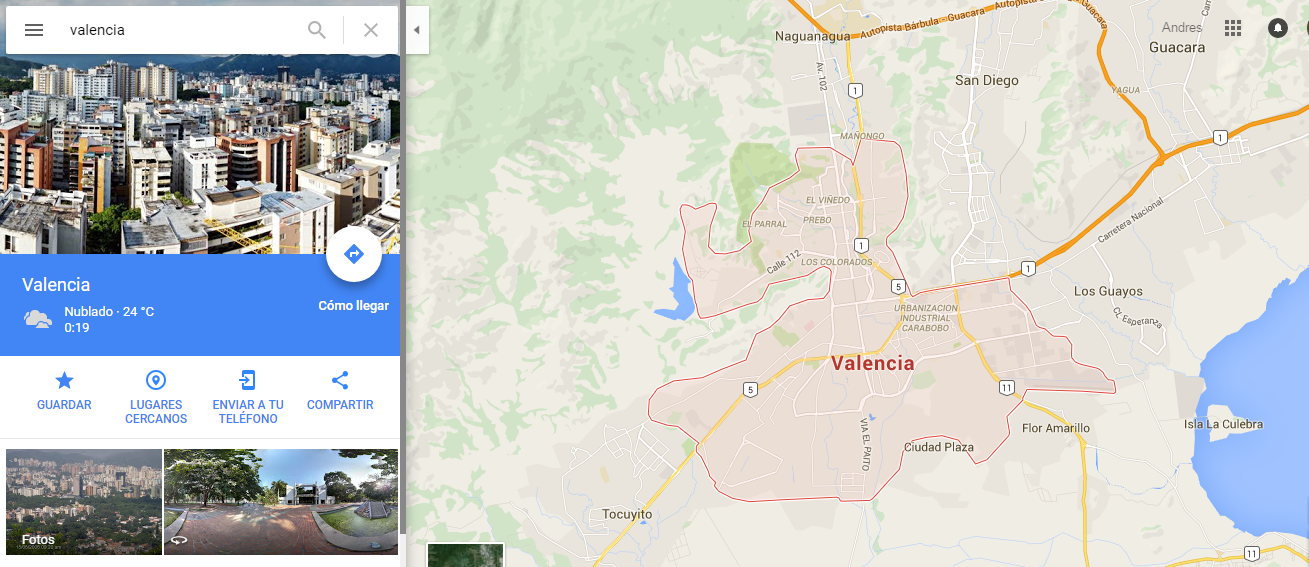 valencia
Valencia
Nublado · 24 °C
0:19
Cómo llegar
GUARDAR
LUGARES
CERCANOS
ENVIAR A TU
TELÉFONO
COMPARTIR
Fotos
Andres
Naguanagua
Autopista Bárbula - Guacara
Autopista
Guacara
San Diego
Av. 102
YAGUA
1
1
MAÑONGO
EL VIÑEDO
EL PARRAL
PREBO
Carretera Nacional
1
Calle 112
LOS COLORADOS
1
5
Los Guayos
URBANIZACION
INDUSTRIAL
CARABOBO
CL Esperanza
Valencia
5
11
VIA EL PAITO
Flor Amarillo
Isla La Culebra
Ciudad Plaza
Tocuyito
11